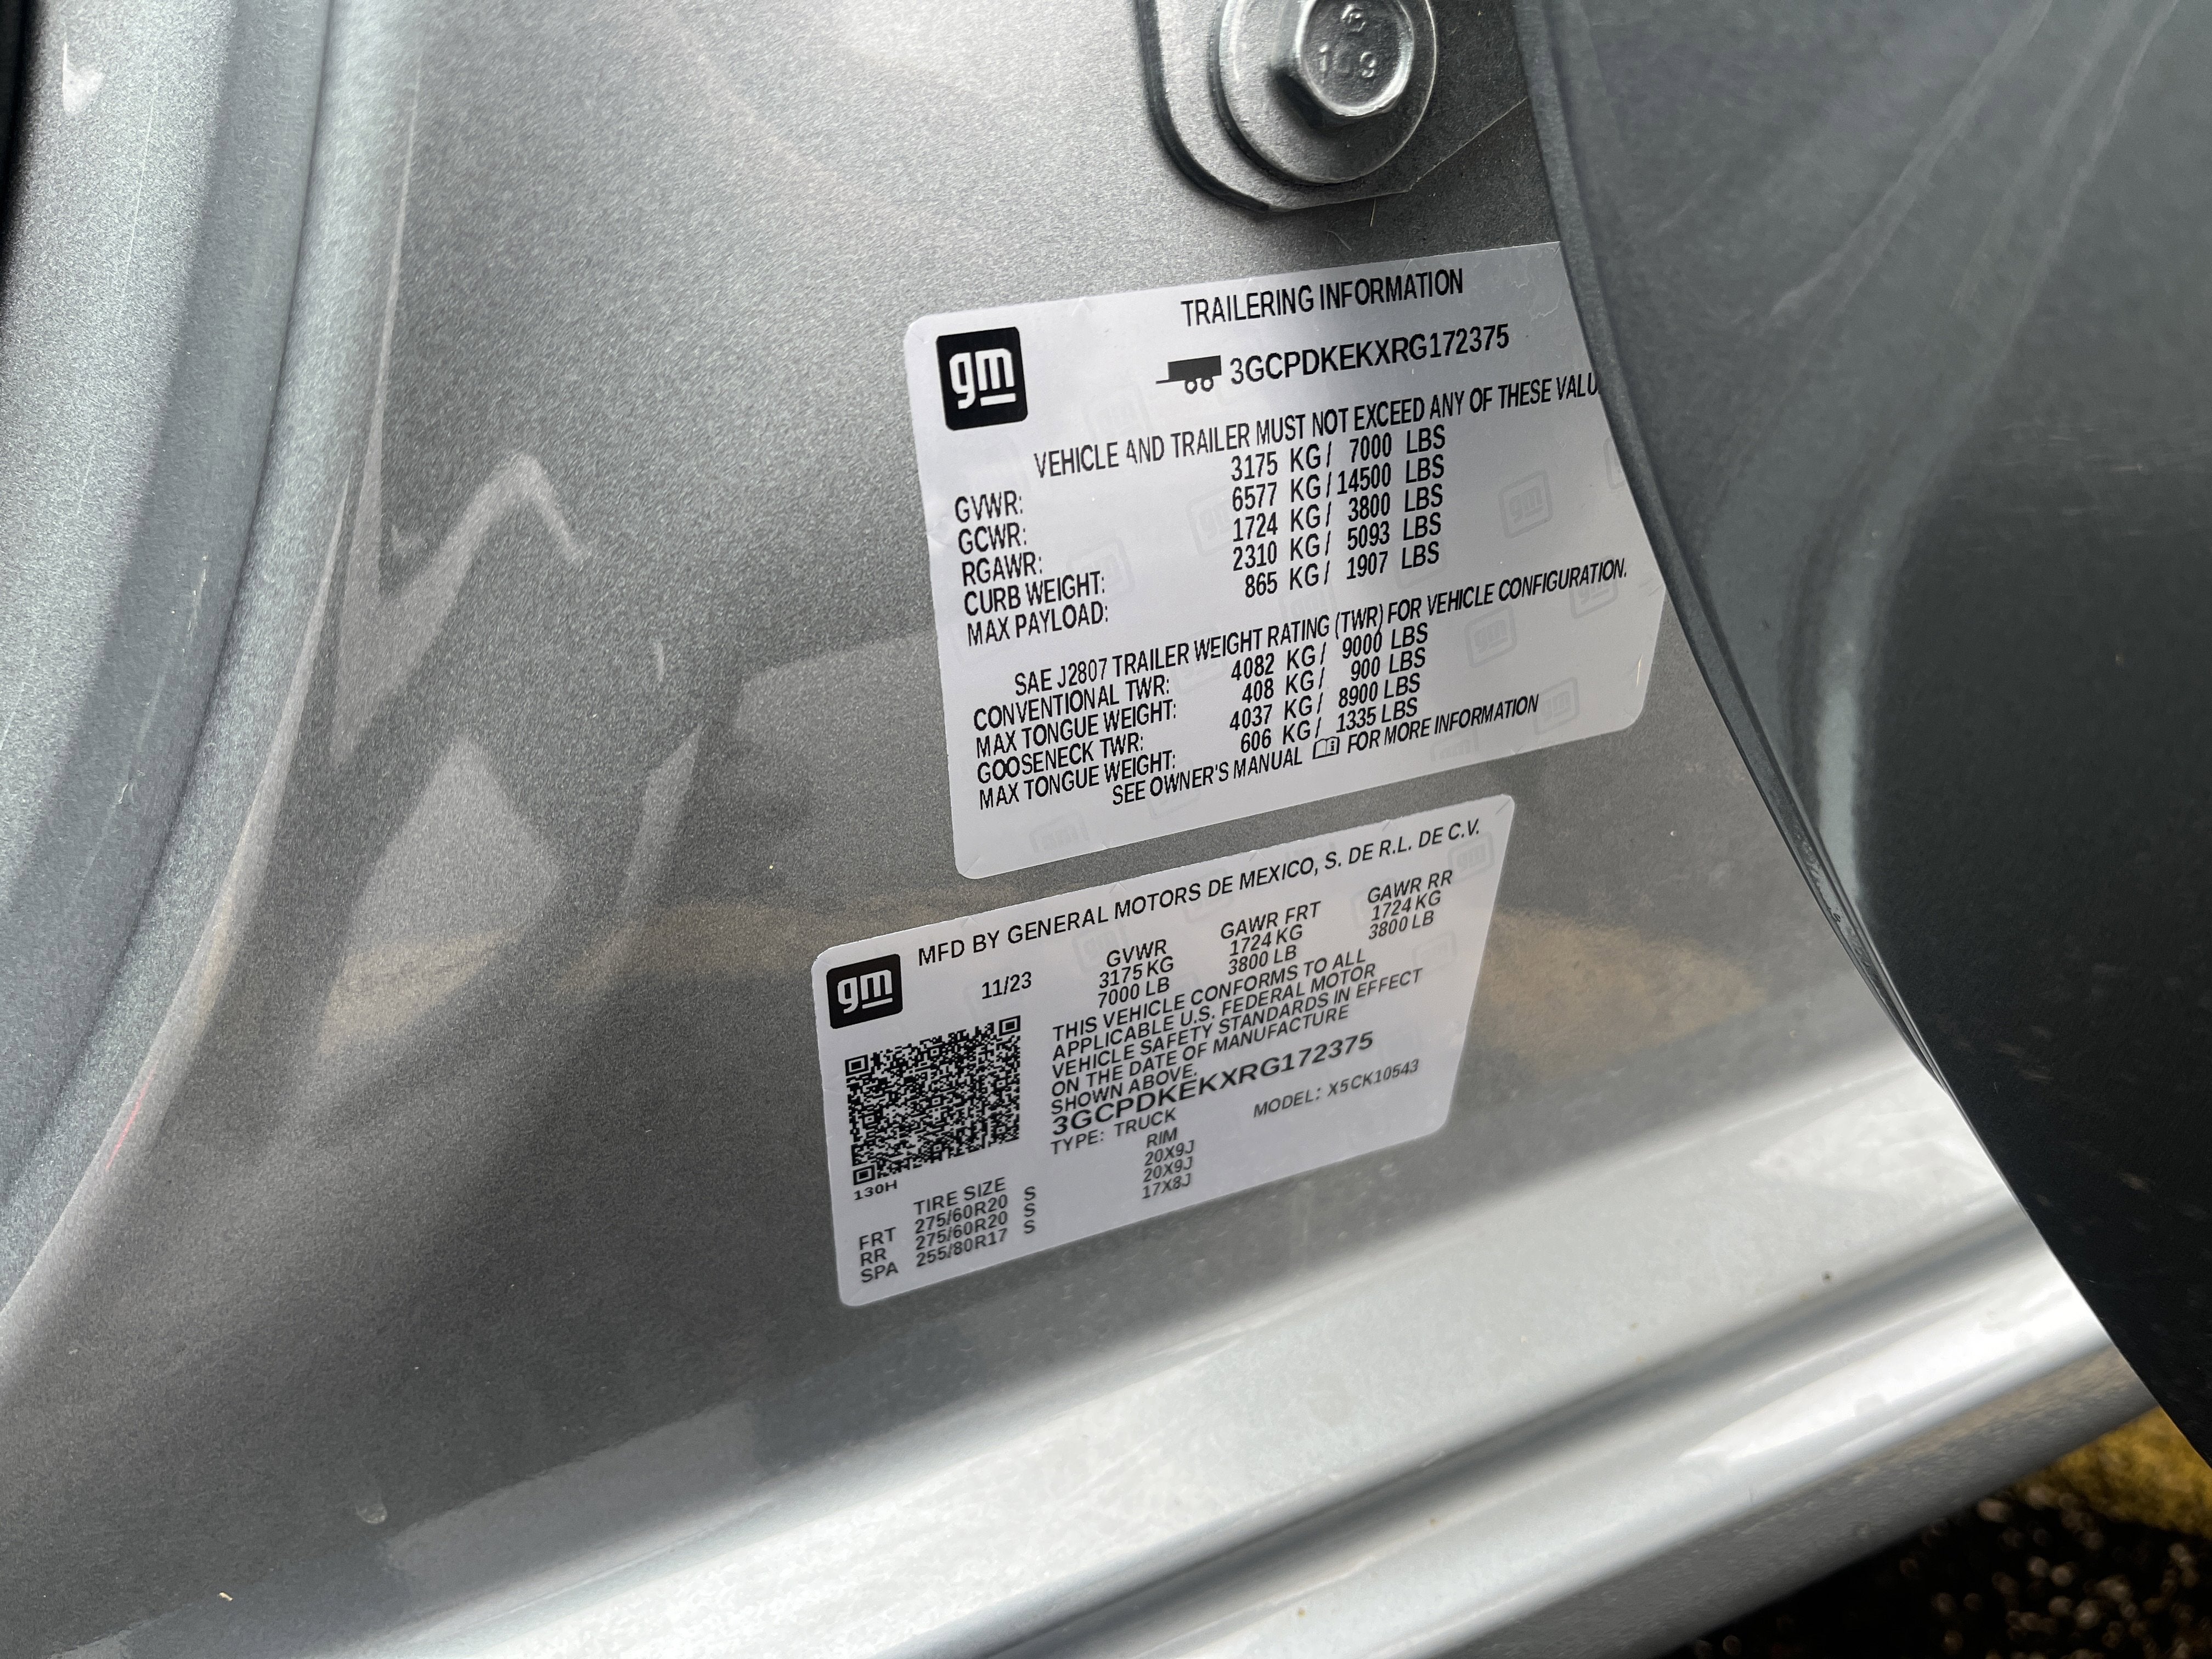 8
109
TRAILERING INFORMATION
gm
3GCPDKEKXRG172375
VEHICLE AND TRAILER MUST NOT EXCEED ANY OF THESE VALU
GVWR: 3175 KG/ 7000 LBS
GCWR: 6577 KG/14500 LBS
RGAWR: 1724 KG/ 3800 LBS
CURB WEIGHT: 2310 KG/ 5093 LBS
MAX PAYLOAD: 865 KG/ 1907 LBS
SAE J2807 TRAILER WEIGHT RATING (TWR) FOR VEHICLE CONFIGURATION.
CONVENTIONAL TWR: 4082 KG/ 9000 LBS
MAX TONGUE WEIGHT: 408 KG/ 900 LBS
GOOSENECK TWR: 4037 KG/ 8900 LBS
MAX TONGUE WEIGHT: 606 KG/ 1335 LBS
SEE OWNER'S MANUAL FOR MORE INFORMATION
MFD BY GENERAL MOTORS DE MEXICO, S. DE R.L. DE C.V.
gm
11/23 GVWR GAWR FRT GAWR RR
3175 KG 1724 KG 1724 KG
7000 LB 3800 LB 3800 LB
THIS VEHICLE CONFORMS TO ALL
APPLICABLE U.S. FEDERAL MOTOR
VEHICLE SAFETY STANDARDS IN EFFECT
ON THE DATE OF MANUFACTURE
SHOWN ABOVE.
3GCPDKEKXRG172375
TYPE: TRUCK MODEL: X5CK10543
130H
TIRE SIZE RIM
FRT 275/60R20 S 20X9J
RR 275/60R20 S 20X9J
SPA 255/80R17 S 17X8J